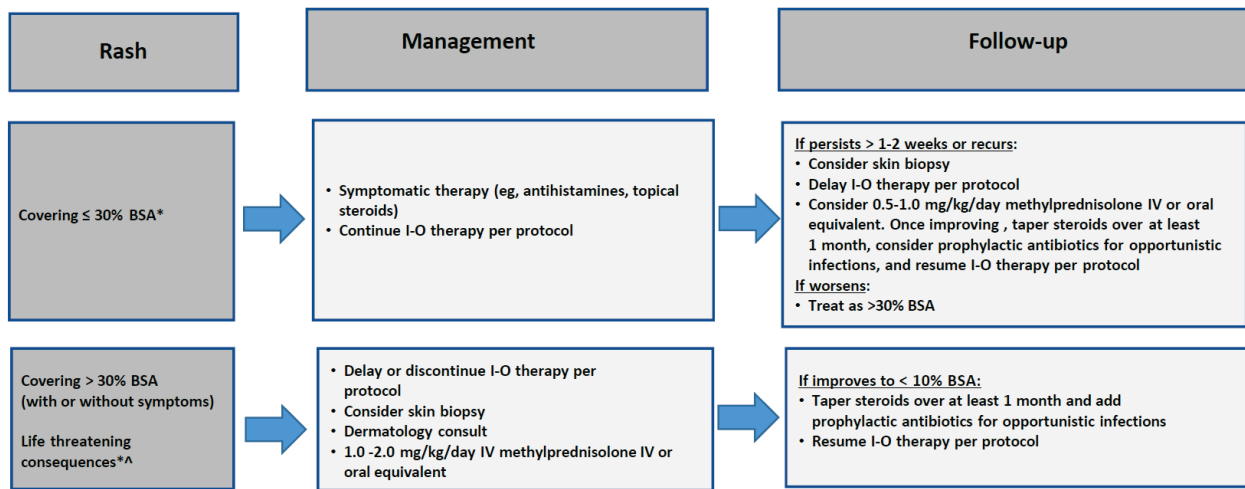 Rash
Management
Follow-up
Covering ≤ 30% BSA*
• Symptomatic therapy (eg, antihistamines, topical
steroids)
• Continue I-O therapy per protocol
If persists > 1-2 weeks or recurs:
• Consider skin biopsy
• Delay I-O therapy per protocol
• Consider 0.5-1.0 mg/kg/day methylprednisolone IV or oral
equivalent. Once improving , taper steroids over at least
1 month, consider prophylactic antibiotics for opportunistic
infections, and resume I-O therapy per protocol
If worsens:
• Treat as >30% BSA
Covering > 30% BSA
(with or without symptoms)
Life threatening
consequences*^
• Delay or discontinue I-O therapy per
protocol
• Consider skin biopsy
• Dermatology consult
• 1.0 -2.0 mg/kg/day IV methylprednisolone IV or
oral equivalent
If improves to < 10% BSA:
• Taper steroids over at least 1 month and add
prophylactic antibiotics for opportunistic infections
• Resume I-O therapy per protocol